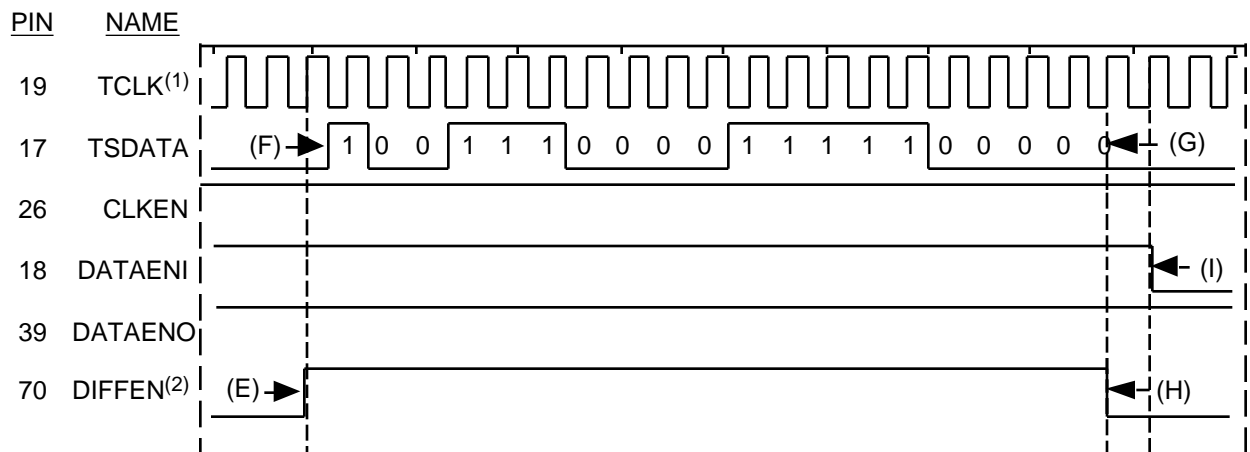 PIN NAME
19 TCLK(1)
17 TSDATA (F) 1 0 0 1 1 1 0 0 0 0 1 1 1 1 1 0 0 0 0 0 (G)
26 CLKEN
18 DATAENI (I)
39 DATAENO
70 DIFFEN(2) (E) (H)